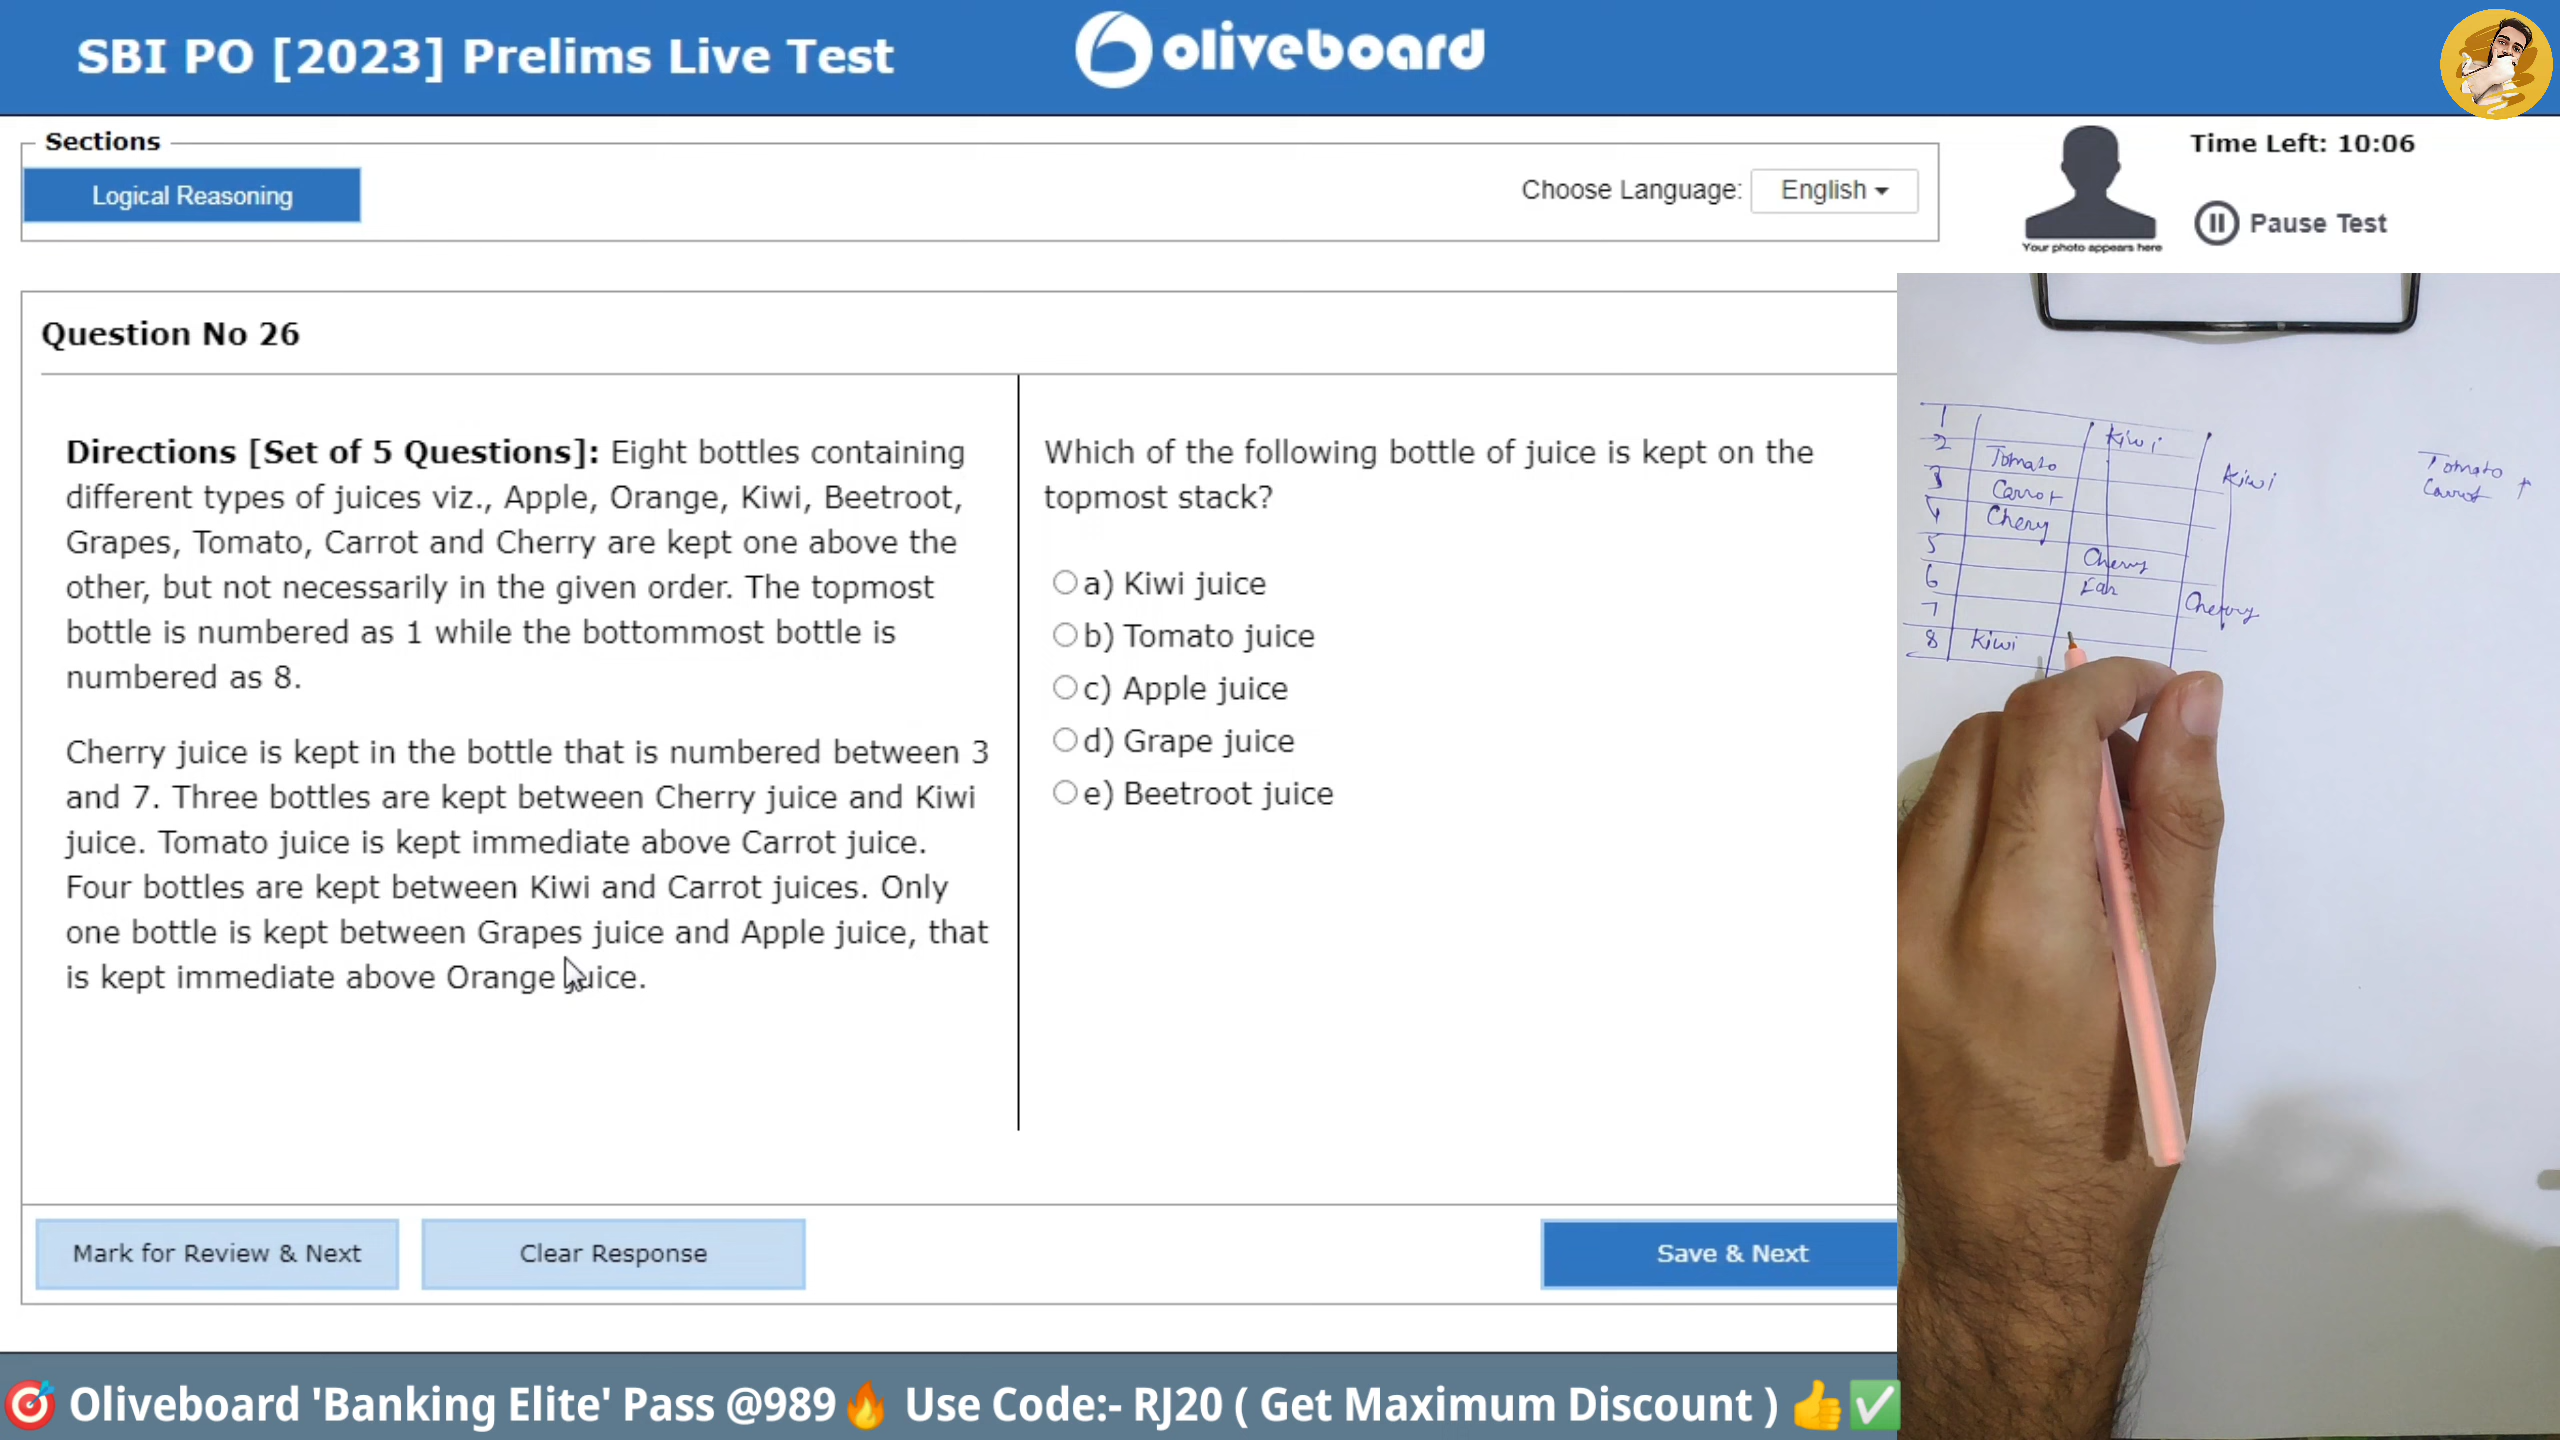 SBI PO [2023] Prelims Live Test
oliveboard
Sections
Logical Reasoning
Choose Language:
English
Time Left: 10:06
Pause Test
Your photo appears here
Question No 26
Directions [Set of 5 Questions]: Eight bottles containing
different types of juices viz., Apple, Orange, Kiwi, Beetroot,
Grapes, Tomato, Carrot and Cherry are kept one above the
other, but not necessarily in the given order. The topmost
bottle is numbered as 1 while the bottommost bottle is
numbered as 8.
Cherry juice is kept in the bottle that is numbered between 3
and 7. Three bottles are kept between Cherry juice and Kiwi
juice. Tomato juice is kept immediate above Carrot juice.
Four bottles are kept between Kiwi and Carrot juices. Only
one bottle is kept between Grapes juice and Apple juice, that
is kept immediate above Orange juice.
Which of the following bottle of juice is kept on the
topmost stack?
a) Kiwi juice
b) Tomato juice
c) Apple juice
d) Grape juice
e) Beetroot juice
Mark for Review & Next
Clear Response
Save & Next
1 Kiwi
2 Tomato Kiwi
3 Carrot
4 Chery
5 Cherry
6 Cherry
7
8 Kiwi
Tomato
Carrot ↑
🎯 Oliveboard 'Banking Elite' Pass @989🔥 Use Code:- RJ20 ( Get Maximum Discount ) 👍✅